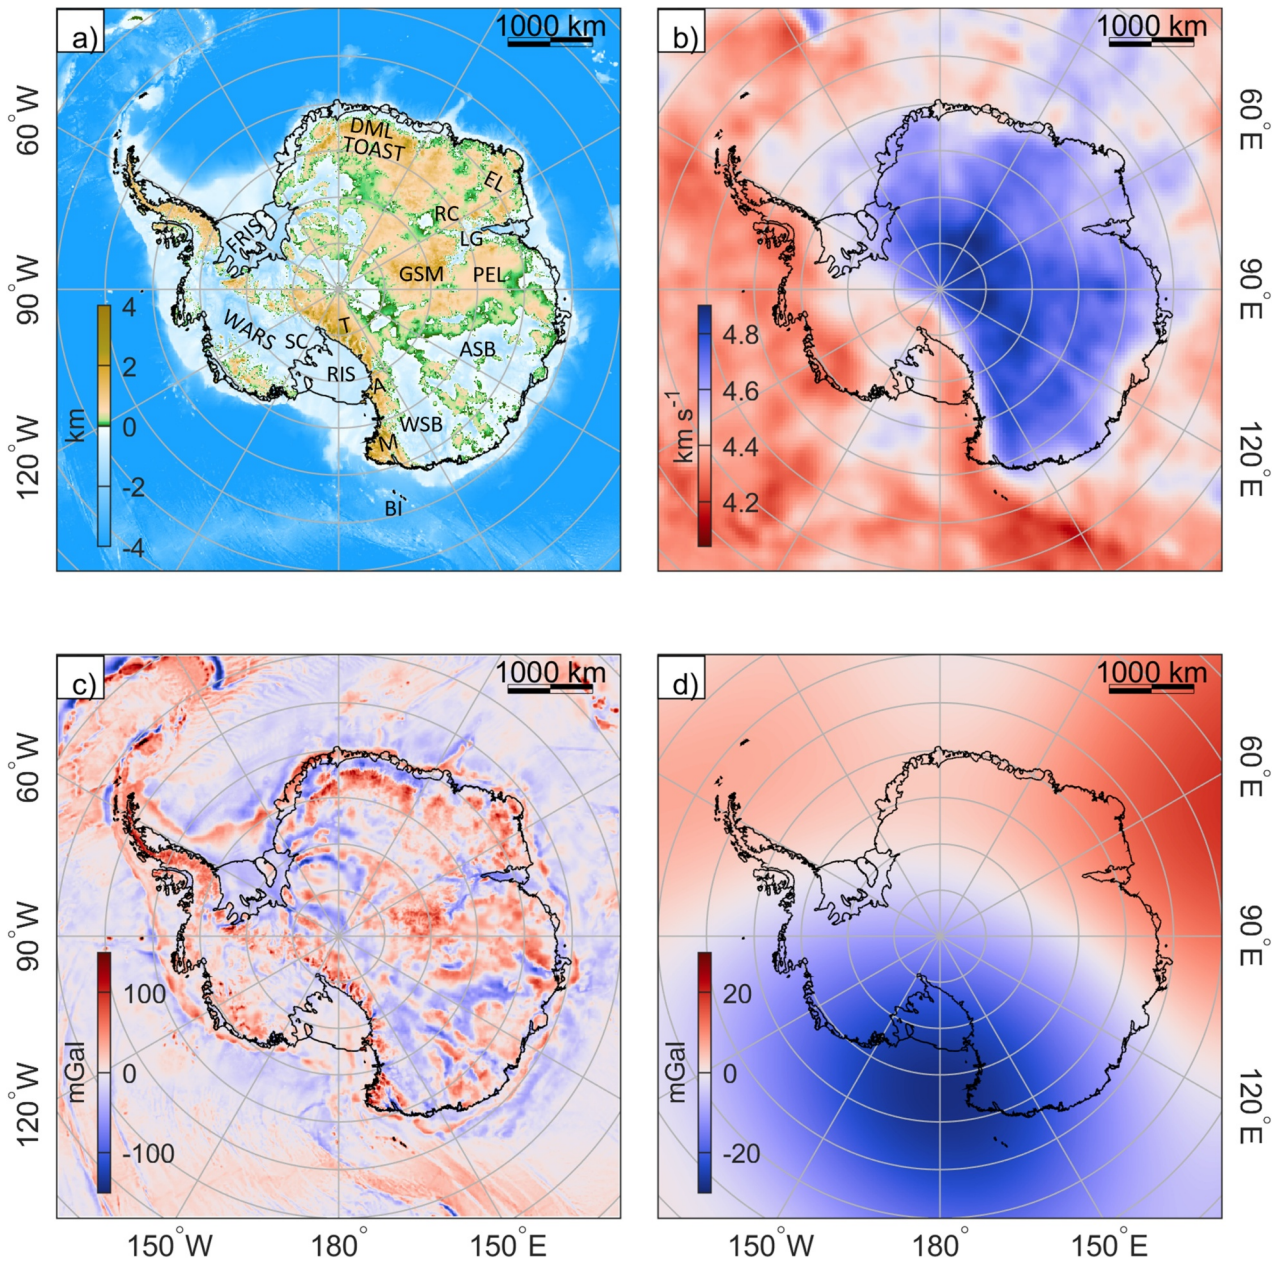 a)
1000 km
b)
1000 km
60°W
60°E
DML
TOAST
EL
RC
LG
FRIS
GSM
PEL
90°W
90°E
4
2
0
-2
-4
km
T
A
M
WARS
SC
RIS
ASB
WSB
BI
4.8
4.6
4.4
4.2
km s-1
120°W
120°E
c)
1000 km
d)
1000 km
60°W
60°E
90°W
90°E
100
0
-100
mGal
20
0
-20
mGal
120°W
120°E
150°W
180°
150°E
150°W
180°
150°E